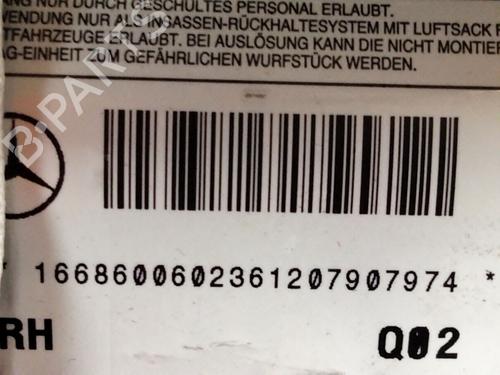 NG NUR DURCH GESCHULTES PERSONAL ERLAUBT.
WENDUNG NUR ALS INSASSEN-RÜCKHALTESYSTEM MIT LUFTSACK
TFAHRZEUGE ERLAUBT. BEI AUSLÖSUNG KANN DIE NICHT MONTIER
AG-EINHEIT ZUM GEFÄHRLICHEN WURFSTÜCK WERDEN.
B-PARTS
* 1668600602361207907974 *
RH Q02